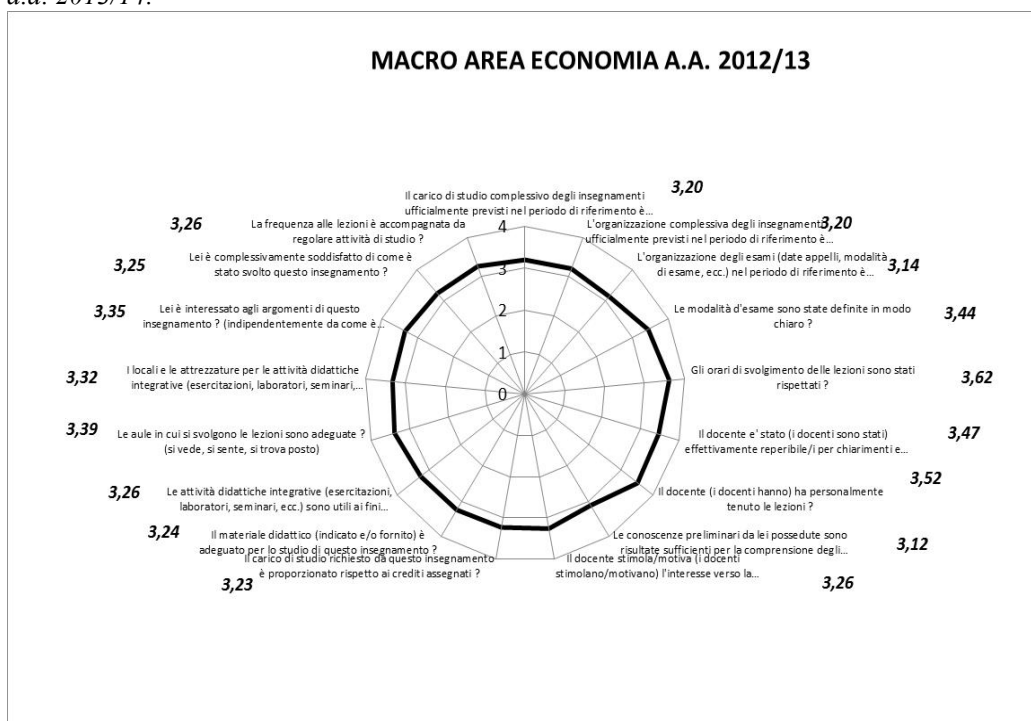 a.a. 2013/14.
MACRO AREA ECONOMIA A.A. 2012/13
Il carico di studio complessivo degli insegnamenti
ufficialmente previsti nel periodo di riferimento è...
3,20
L'organizzazione complessiva degli insegnamenti
ufficialmente previsti nel periodo di riferimento è...
3,20
L'organizzazione degli esami (date appelli, modalità
di esame, ecc.) nel periodo di riferimento è...
3,14
Le modalità d'esame sono state definite in modo
chiaro ?
3,44
Gli orari di svolgimento delle lezioni sono stati
rispettati ?
3,62
Il docente e' stato (i docenti sono stati)
effettivamente reperibile/i per chiarimenti e...
3,47
Il docente (i docenti hanno) ha personalmente
tenuto le lezioni ?
3,52
Le conoscenze preliminari da lei possedute sono
risultate sufficienti per la comprensione degli...
3,12
Il docente stimola/motiva (i docenti
stimolano/motivano) l'interesse verso la...
3,26
Il carico di studio richiesto da questo insegnamento
è proporzionato rispetto ai crediti assegnati ?
3,23
Il materiale didattico (indicato e/o fornito) è
adeguato per lo studio di questo insegnamento ?
3,24
Le attività didattiche integrative (esercitazioni,
laboratori, seminari, ecc.) sono utili ai fini...
3,26
Le aule in cui si svolgono le lezioni sono adeguate ?
(si vede, si sente, si trova posto)
3,39
I locali e le attrezzature per le attività didattiche
integrative (esercitazioni, laboratori, seminari,...
3,32
Lei è interessato agli argomenti di questo
insegnamento ? (indipendentemente da come è...
3,35
Lei è complessivamente soddisfatto di come è
stato svolto questo insegnamento ?
3,25
La frequenza alle lezioni è accompagnata da
regolare attività di studio ?
3,26
4
3
2
1
0